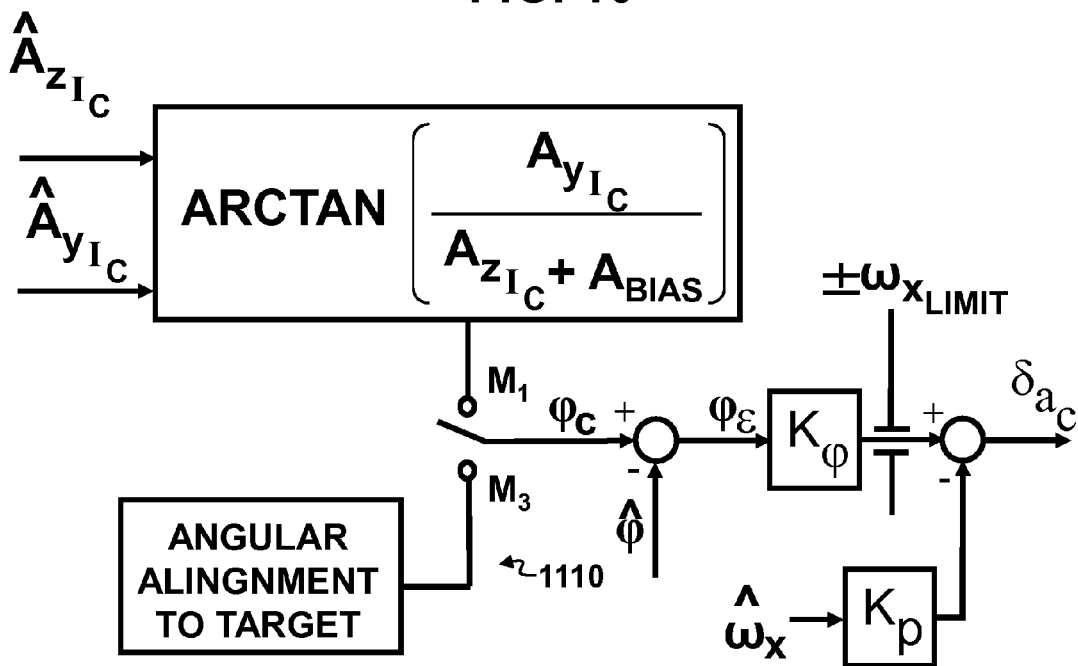 Â_{z_{I_C}}
Â_{y_{I_C}}
ARCTAN ( A_{y_{I_C}} / A_{z_{I_C}} + A_{BIAS} )
±ω_{x_{LIMIT}}
M_1
φ_c + φ_ε K_φ + δ_{a_c}
- -
M_3
φ̂
ANGULAR
ALINGNMENT
TO TARGET
1110
ω̂_x K_p